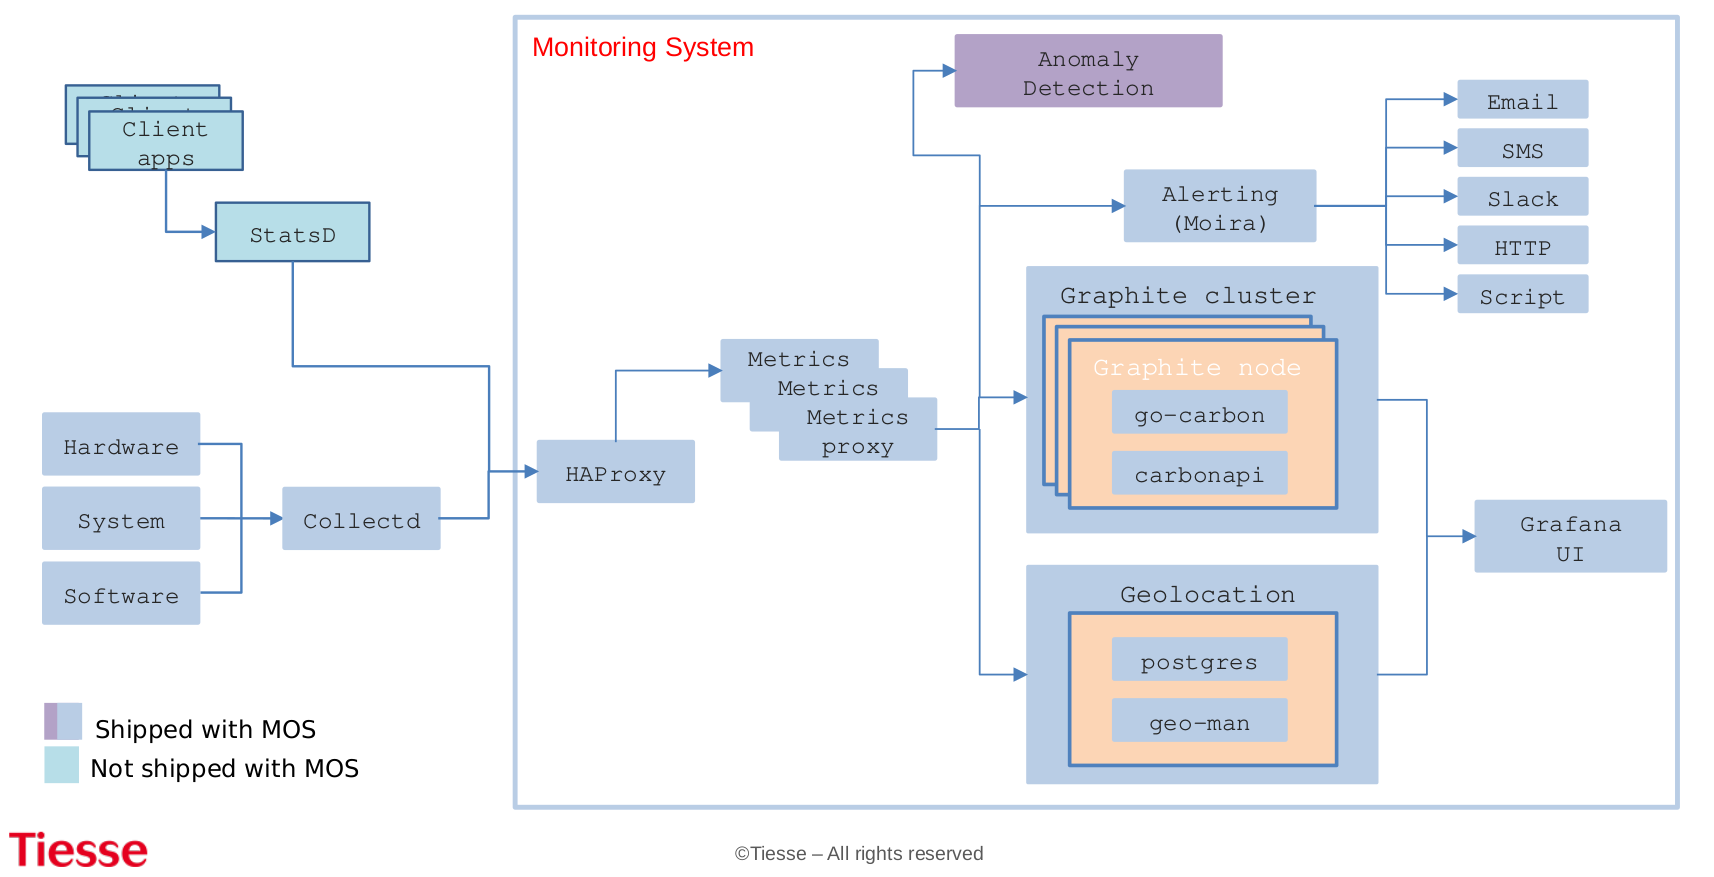 Monitoring System
Anomaly
Detection
Client
apps
StatsD
Email
SMS
Slack
HTTP
Script
Alerting
(Moira)
Graphite cluster
Graphite node
go-carbon
carbonapi
Metrics
Metrics
Metrics
proxy
HAProxy
Hardware
System
Software
Collectd
Grafana
UI
Geolocation
postgres
geo-man
Shipped with MOS
Not shipped with MOS
Tiesse
©Tiesse – All rights reserved